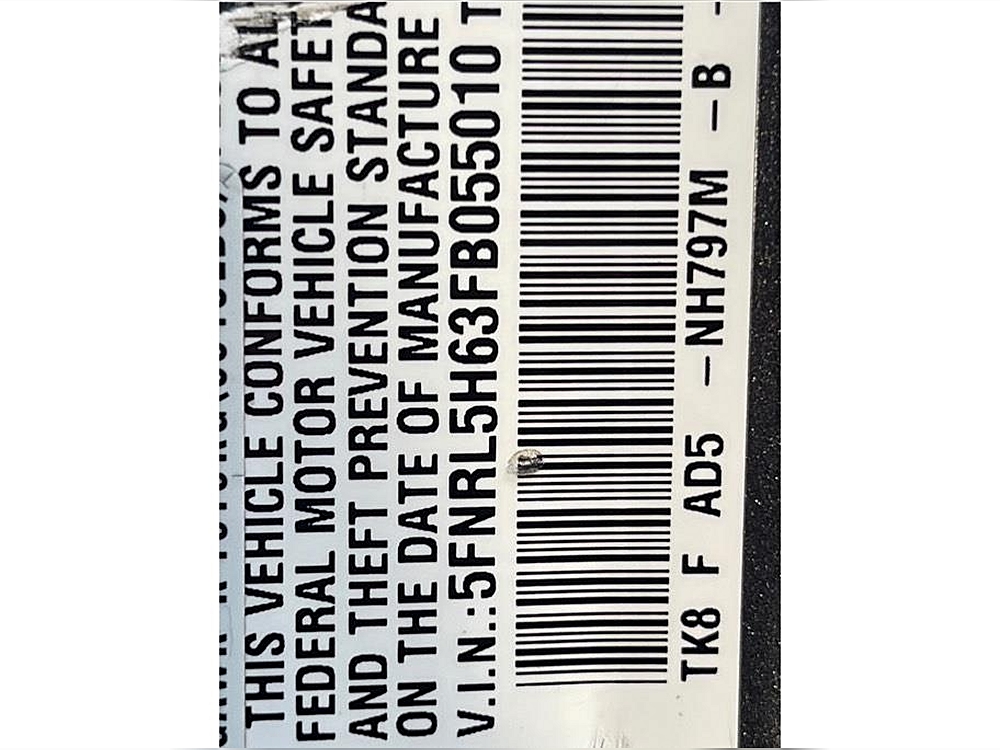 THIS VEHICLE CONFORMS TO AL
FEDERAL MOTOR VEHICLE SAFET
AND THEFT PREVENTION STANDA
ON THE DATE OF MANUFACTURE
V.I.N.:5FNRL5H63FB055010 T
TK8 F AD5 -NH797M -B -